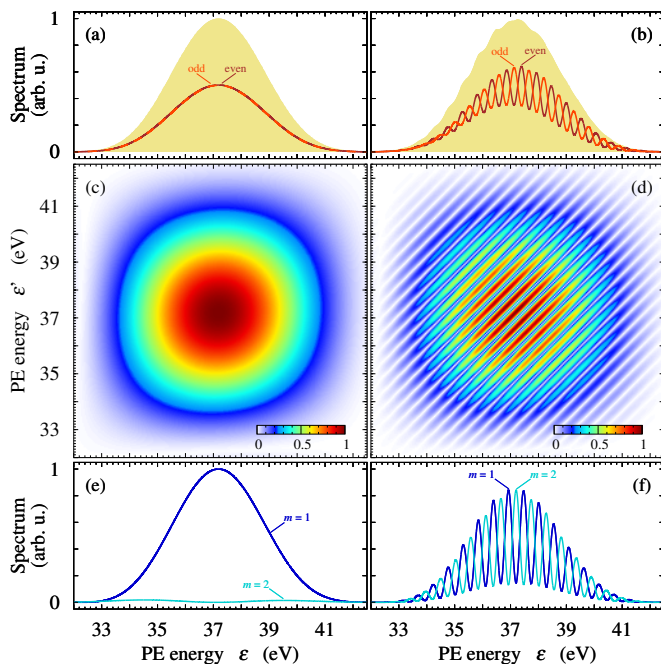 (a)
(b)
Spectrum
(arb. u.)
1
0
odd
even
odd
even
(c)
(d)
PE energy ε' (eV)
41
39
37
35
33
0 0.5 1
0 0.5 1
(e)
(f)
Spectrum
(arb. u.)
1
0
m = 1
m = 2
m = 1
m = 2
33 35 37 39 41
33 35 37 39 41
PE energy ε (eV)
PE energy ε (eV)